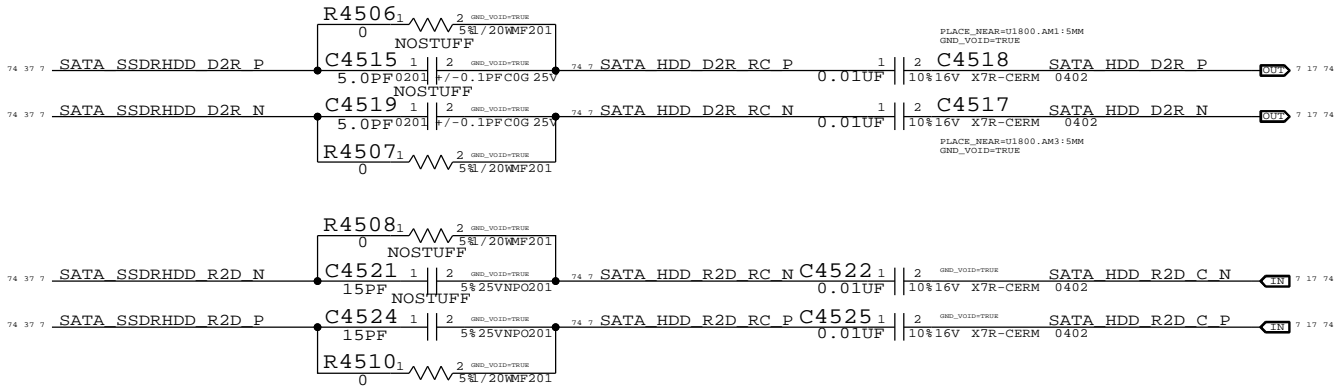 R4506 1 2 GND_VOID=TRUE
0 5% 1/20W MF 201
NOSTUFF
PLACE_NEAR=U1800.AM1:5MM
GND_VOID=TRUE
74 37 7 SATA_SSDRHDD_D2R_P C4515 1 2 GND_VOID=TRUE 74 7 SATA_HDD_D2R_RC_P 1 2 C4518 SATA_HDD_D2R_P OUT 7 17 74
5.0PF 0201 +/-0.1PF C0G 25V 0.01UF 10% 16V X7R-CERM 0402
NOSTUFF
74 37 7 SATA_SSDRHDD_D2R_N C4519 1 2 GND_VOID=TRUE 74 7 SATA_HDD_D2R_RC_N 1 2 C4517 SATA_HDD_D2R_N OUT 7 17 74
5.0PF 0201 +/-0.1PF C0G 25V 0.01UF 10% 16V X7R-CERM 0402
PLACE_NEAR=U1800.AM3:5MM
GND_VOID=TRUE
R4507 1 2 GND_VOID=TRUE
0 5% 1/20W MF 201
R4508 1 2 GND_VOID=TRUE
0 5% 1/20W MF 201
NOSTUFF
74 37 7 SATA_SSDRHDD_R2D_N C4521 1 2 GND_VOID=TRUE 74 7 SATA_HDD_R2D_RC_N C4522 1 2 GND_VOID=TRUE SATA_HDD_R2D_C_N IN 7 17 74
15PF 5% 25V NPO 201 0.01UF 10% 16V X7R-CERM 0402
NOSTUFF
74 37 7 SATA_SSDRHDD_R2D_P C4524 1 2 GND_VOID=TRUE 74 7 SATA_HDD_R2D_RC_P C4525 1 2 GND_VOID=TRUE SATA_HDD_R2D_C_P IN 7 17 74
15PF 5% 25V NPO 201 0.01UF 10% 16V X7R-CERM 0402
R4510 1 2 GND_VOID=TRUE
0 5% 1/20W MF 201